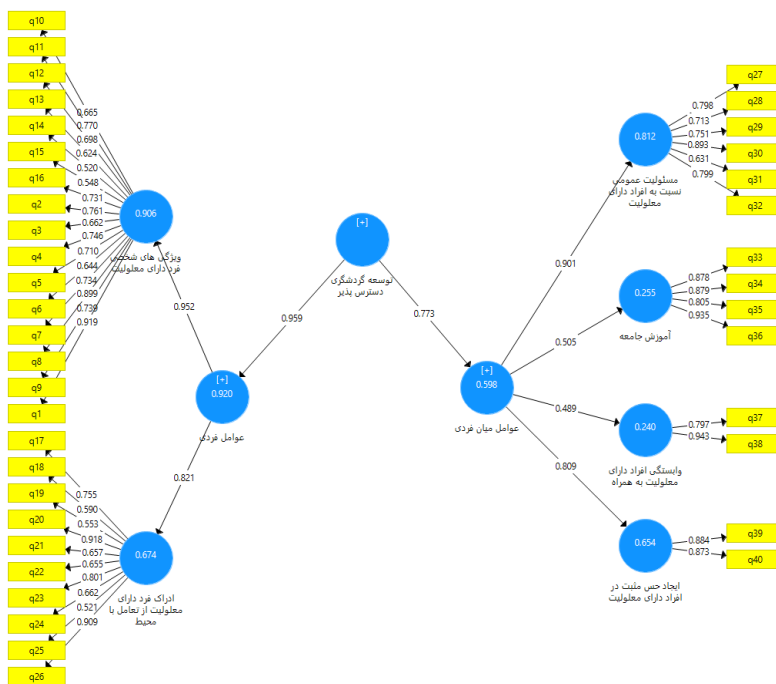 q10
q11
q12
q13
q14
q15
q16
q2
q3
q4
q5
q6
q7
q8
q9
q1
0.665
0.770
0.698
0.624
0.520
0.548
0.731
0.761
0.662
0.746
0.710
0.644
0.734
0.899
0.739
0.919
0.906
ویژگی های شخصی
فرد دارای معلولیت
0.952
[+]
توسعه گردشگری
دسترس پذیر
0.959
0.773
[+]
0.920
عوامل فردی
0.821
q17
q18
q19
q20
q21
q22
q23
q24
q25
q26
0.755
0.590
0.553
0.918
0.657
0.655
0.801
0.662
0.521
0.909
0.674
ادراک فرد دارای
معلولیت از تعامل با
محیط
[+]
0.598
عوامل میان فردی
0.901
0.505
0.489
0.809
0.812
مسئولیت عمومی
نسبت به افراد دارای
معلولیت
0.798
0.713
0.751
0.893
0.631
0.799
q27
q28
q29
q30
q31
q32
0.255
آموزش جامعه
0.878
0.879
0.805
0.935
q33
q34
q35
q36
0.240
وابستگی افراد دارای
معلولیت به همراه
0.797
0.943
q37
q38
0.654
ایجاد حس مثبت در
افراد دارای معلولیت
0.884
0.873
q39
q40